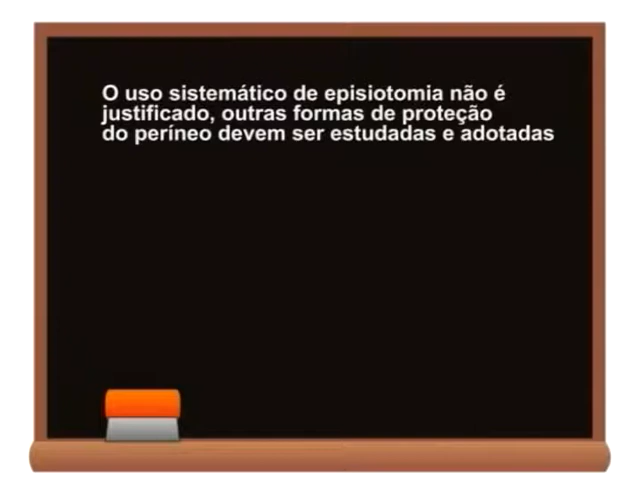 O uso sistemático de episiotomia não é
justificado, outras formas de proteção
do períneo devem ser estudadas e adotadas